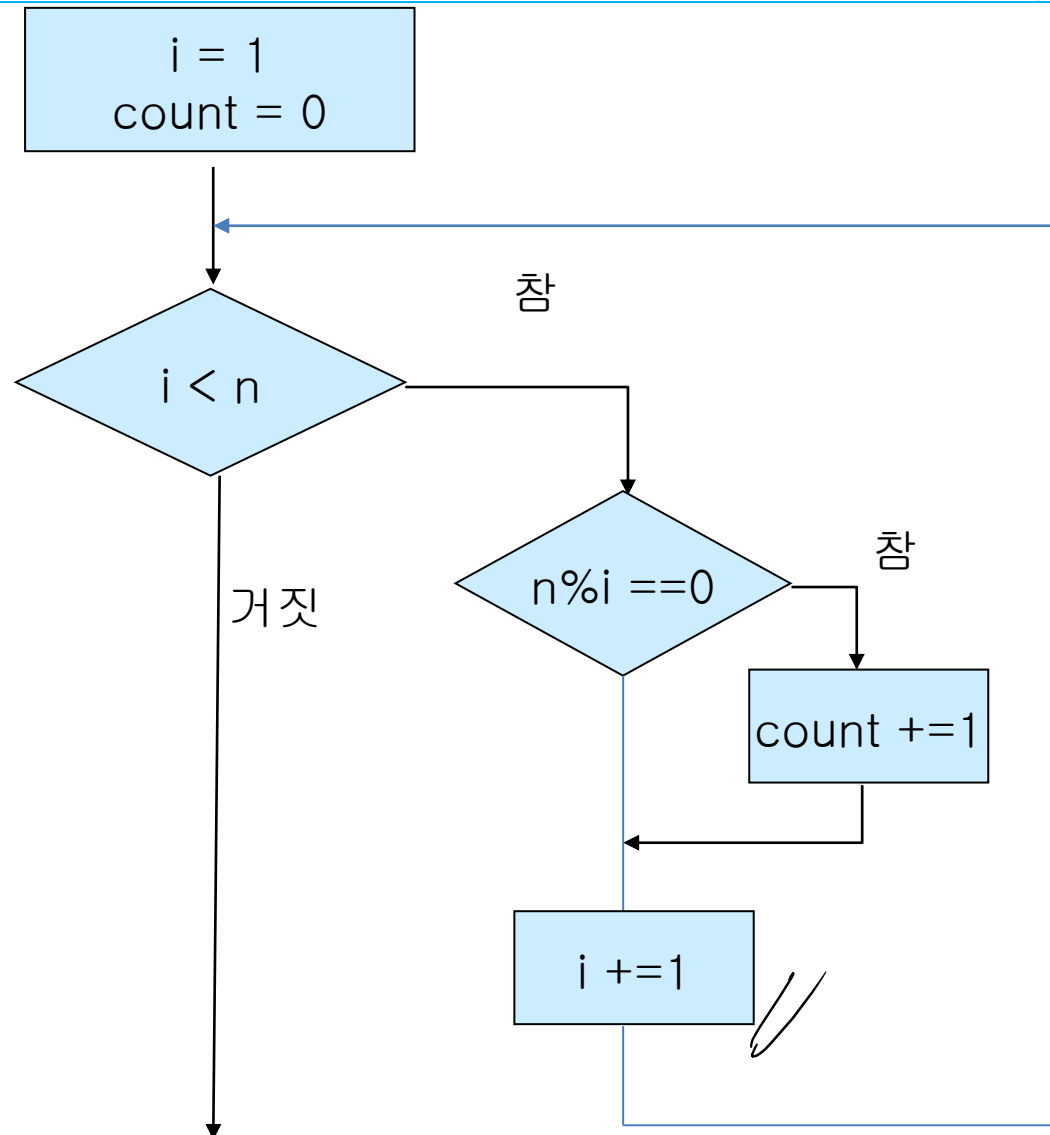 i = 1
count = 0
참
i < n
참
n%i ==0
거짓
count +=1
i +=1